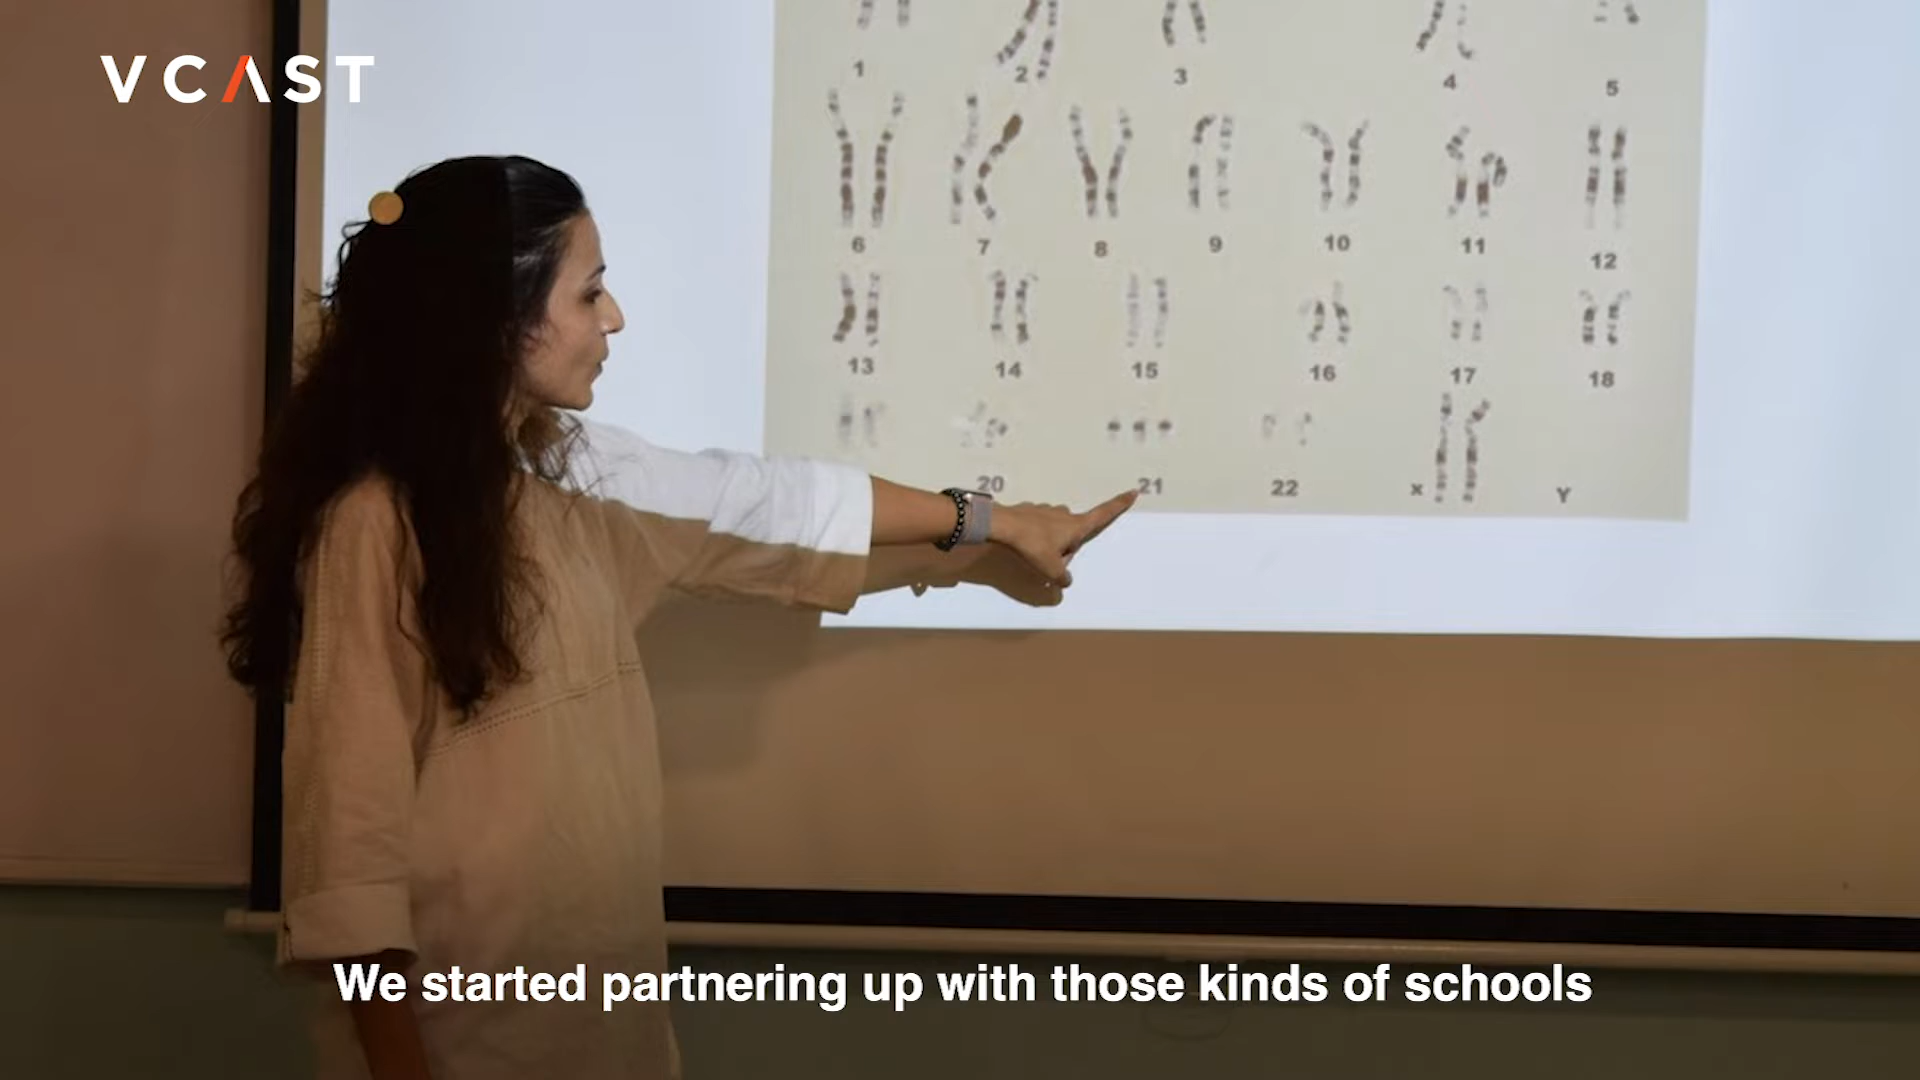 VCAST
1 2 3 4 5
6 7 8 9 10 11 12
13 14 15 16 17 18
20 21 22 X Y
We started partnering up with those kinds of schools